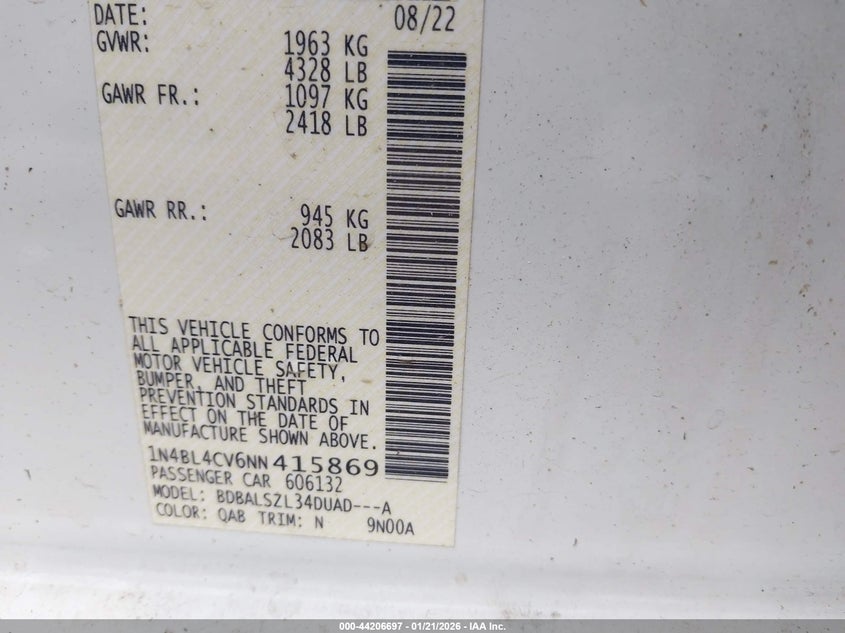 DATE: 08/22
GVWR: 1963 KG
4328 LB
GAWR FR.: 1097 KG
2418 LB
GAWR RR.: 945 KG
2083 LB
THIS VEHICLE CONFORMS TO
ALL APPLICABLE FEDERAL
MOTOR VEHICLE SAFETY,
BUMPER, AND THEFT
PREVENTION STANDARDS IN
EFFECT ON THE DATE OF
MANUFACTURE SHOWN ABOVE.
1N4BL4CV6NN415869
PASSENGER CAR 606132
MODEL: BDBALSZL34DUAD---A
COLOR: QAB TRIM: N 9N00A
000-44206697 - 01/21/2026 - IAA Inc.